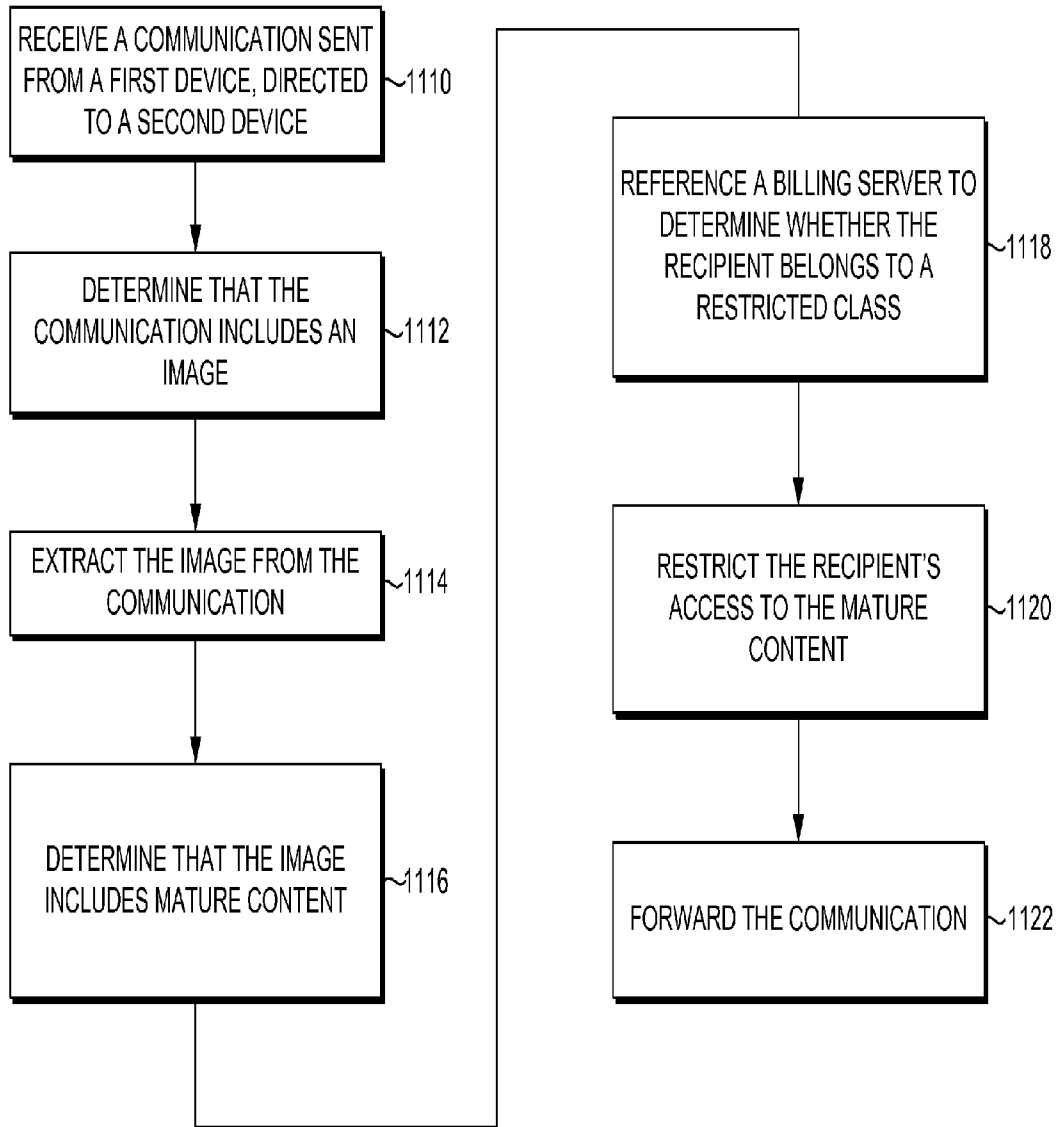 RECEIVE A COMMUNICATION SENT
FROM A FIRST DEVICE, DIRECTED
TO A SECOND DEVICE
1110
DETERMINE THAT THE
COMMUNICATION INCLUDES AN
IMAGE
1112
EXTRACT THE IMAGE FROM THE
COMMUNICATION
1114
DETERMINE THAT THE IMAGE
INCLUDES MATURE CONTENT
1116
REFERENCE A BILLING SERVER TO
DETERMINE WHETHER THE
RECIPIENT BELONGS TO A
RESTRICTED CLASS
1118
RESTRICT THE RECIPIENT'S
ACCESS TO THE MATURE
CONTENT
1120
FORWARD THE COMMUNICATION
1122